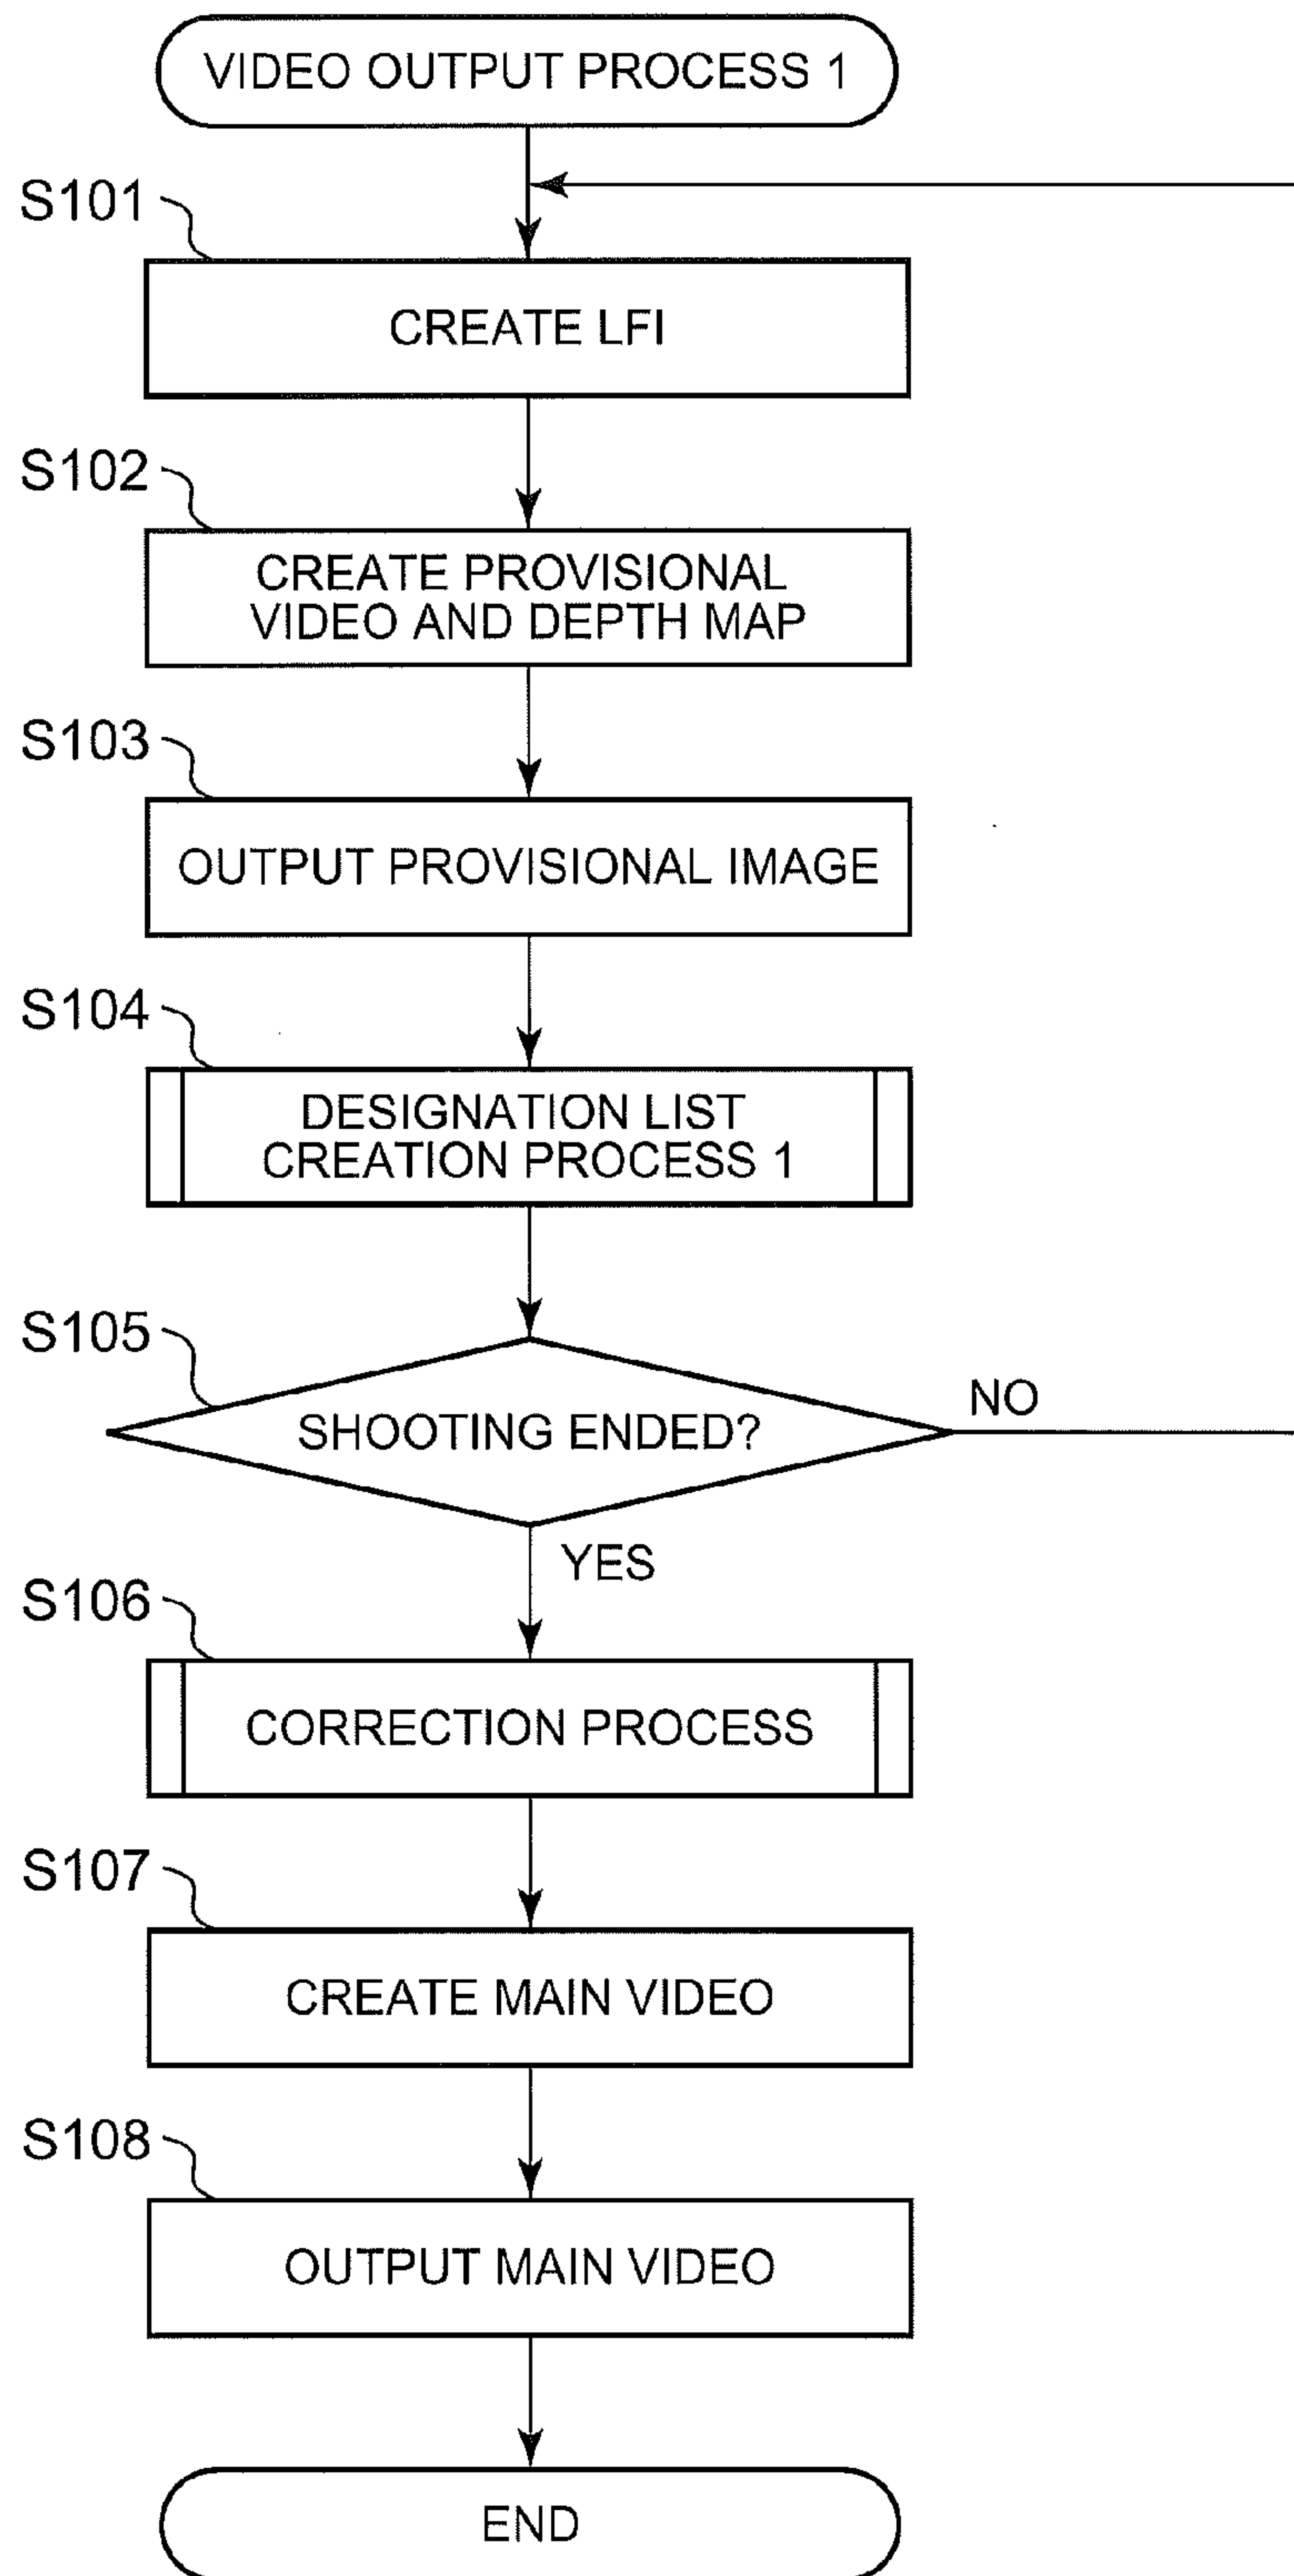 VIDEO OUTPUT PROCESS 1
S101
CREATE LFI
S102
CREATE PROVISIONAL
VIDEO AND DEPTH MAP
S103
OUTPUT PROVISIONAL IMAGE
S104
DESIGNATION LIST
CREATION PROCESS 1
S105
SHOOTING ENDED?
NO
YES
S106
CORRECTION PROCESS
S107
CREATE MAIN VIDEO
S108
OUTPUT MAIN VIDEO
END